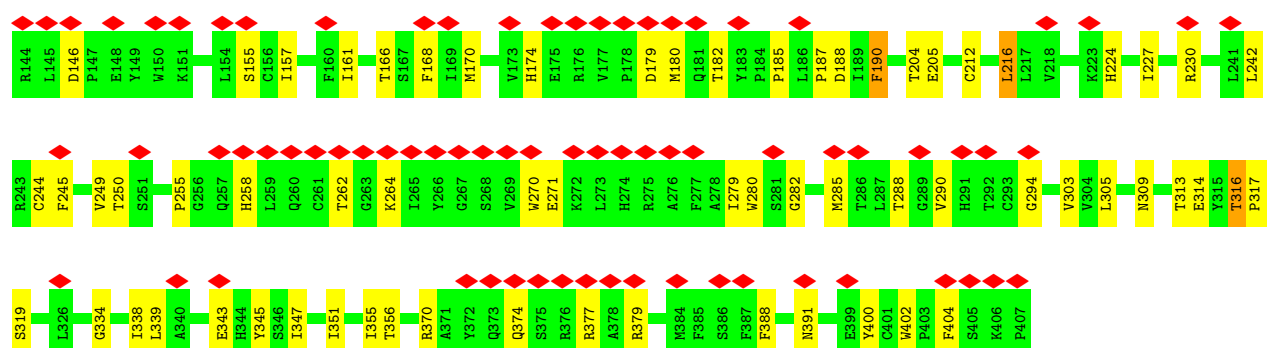 R144 L145 D146 P147 E148 Y149 W150 K151 L154 S155 C156 I157 F160 I161 T166 S167 F168 I169 M170 V173 H174 E175 R176 V177 P178 D179 M180 Q181 T182 Y183 P184 P185 L186 P187 D188 I189 F190 T204 E205 C212 L216 L217 V218 K223 H224 I227 R230 L241 L242
R243 C244 F245 V249 T250 S251 P255 G256 Q257 H258 L259 Q260 C261 T262 G263 K264 I265 Y266 G267 S268 V269 W270 E271 K272 L273 H274 R275 A276 F277 A278 I279 W280 S281 G282 M285 T286 L287 T288 G289 V290 H291 T292 C293 G294 V303 V304 L305 N309 T313 E314 Y315 T316 P317
S319 L326 G334 I338 L339 A340 E343 H344 Y345 S346 I347 I351 I355 T356 R370 A371 Y372 Q373 Q374 S375 R376 R377 A378 R379 M384 F385 S386 F387 F388 N391 E399 Y400 C401 W402 P403 F404 S405 K406 P407